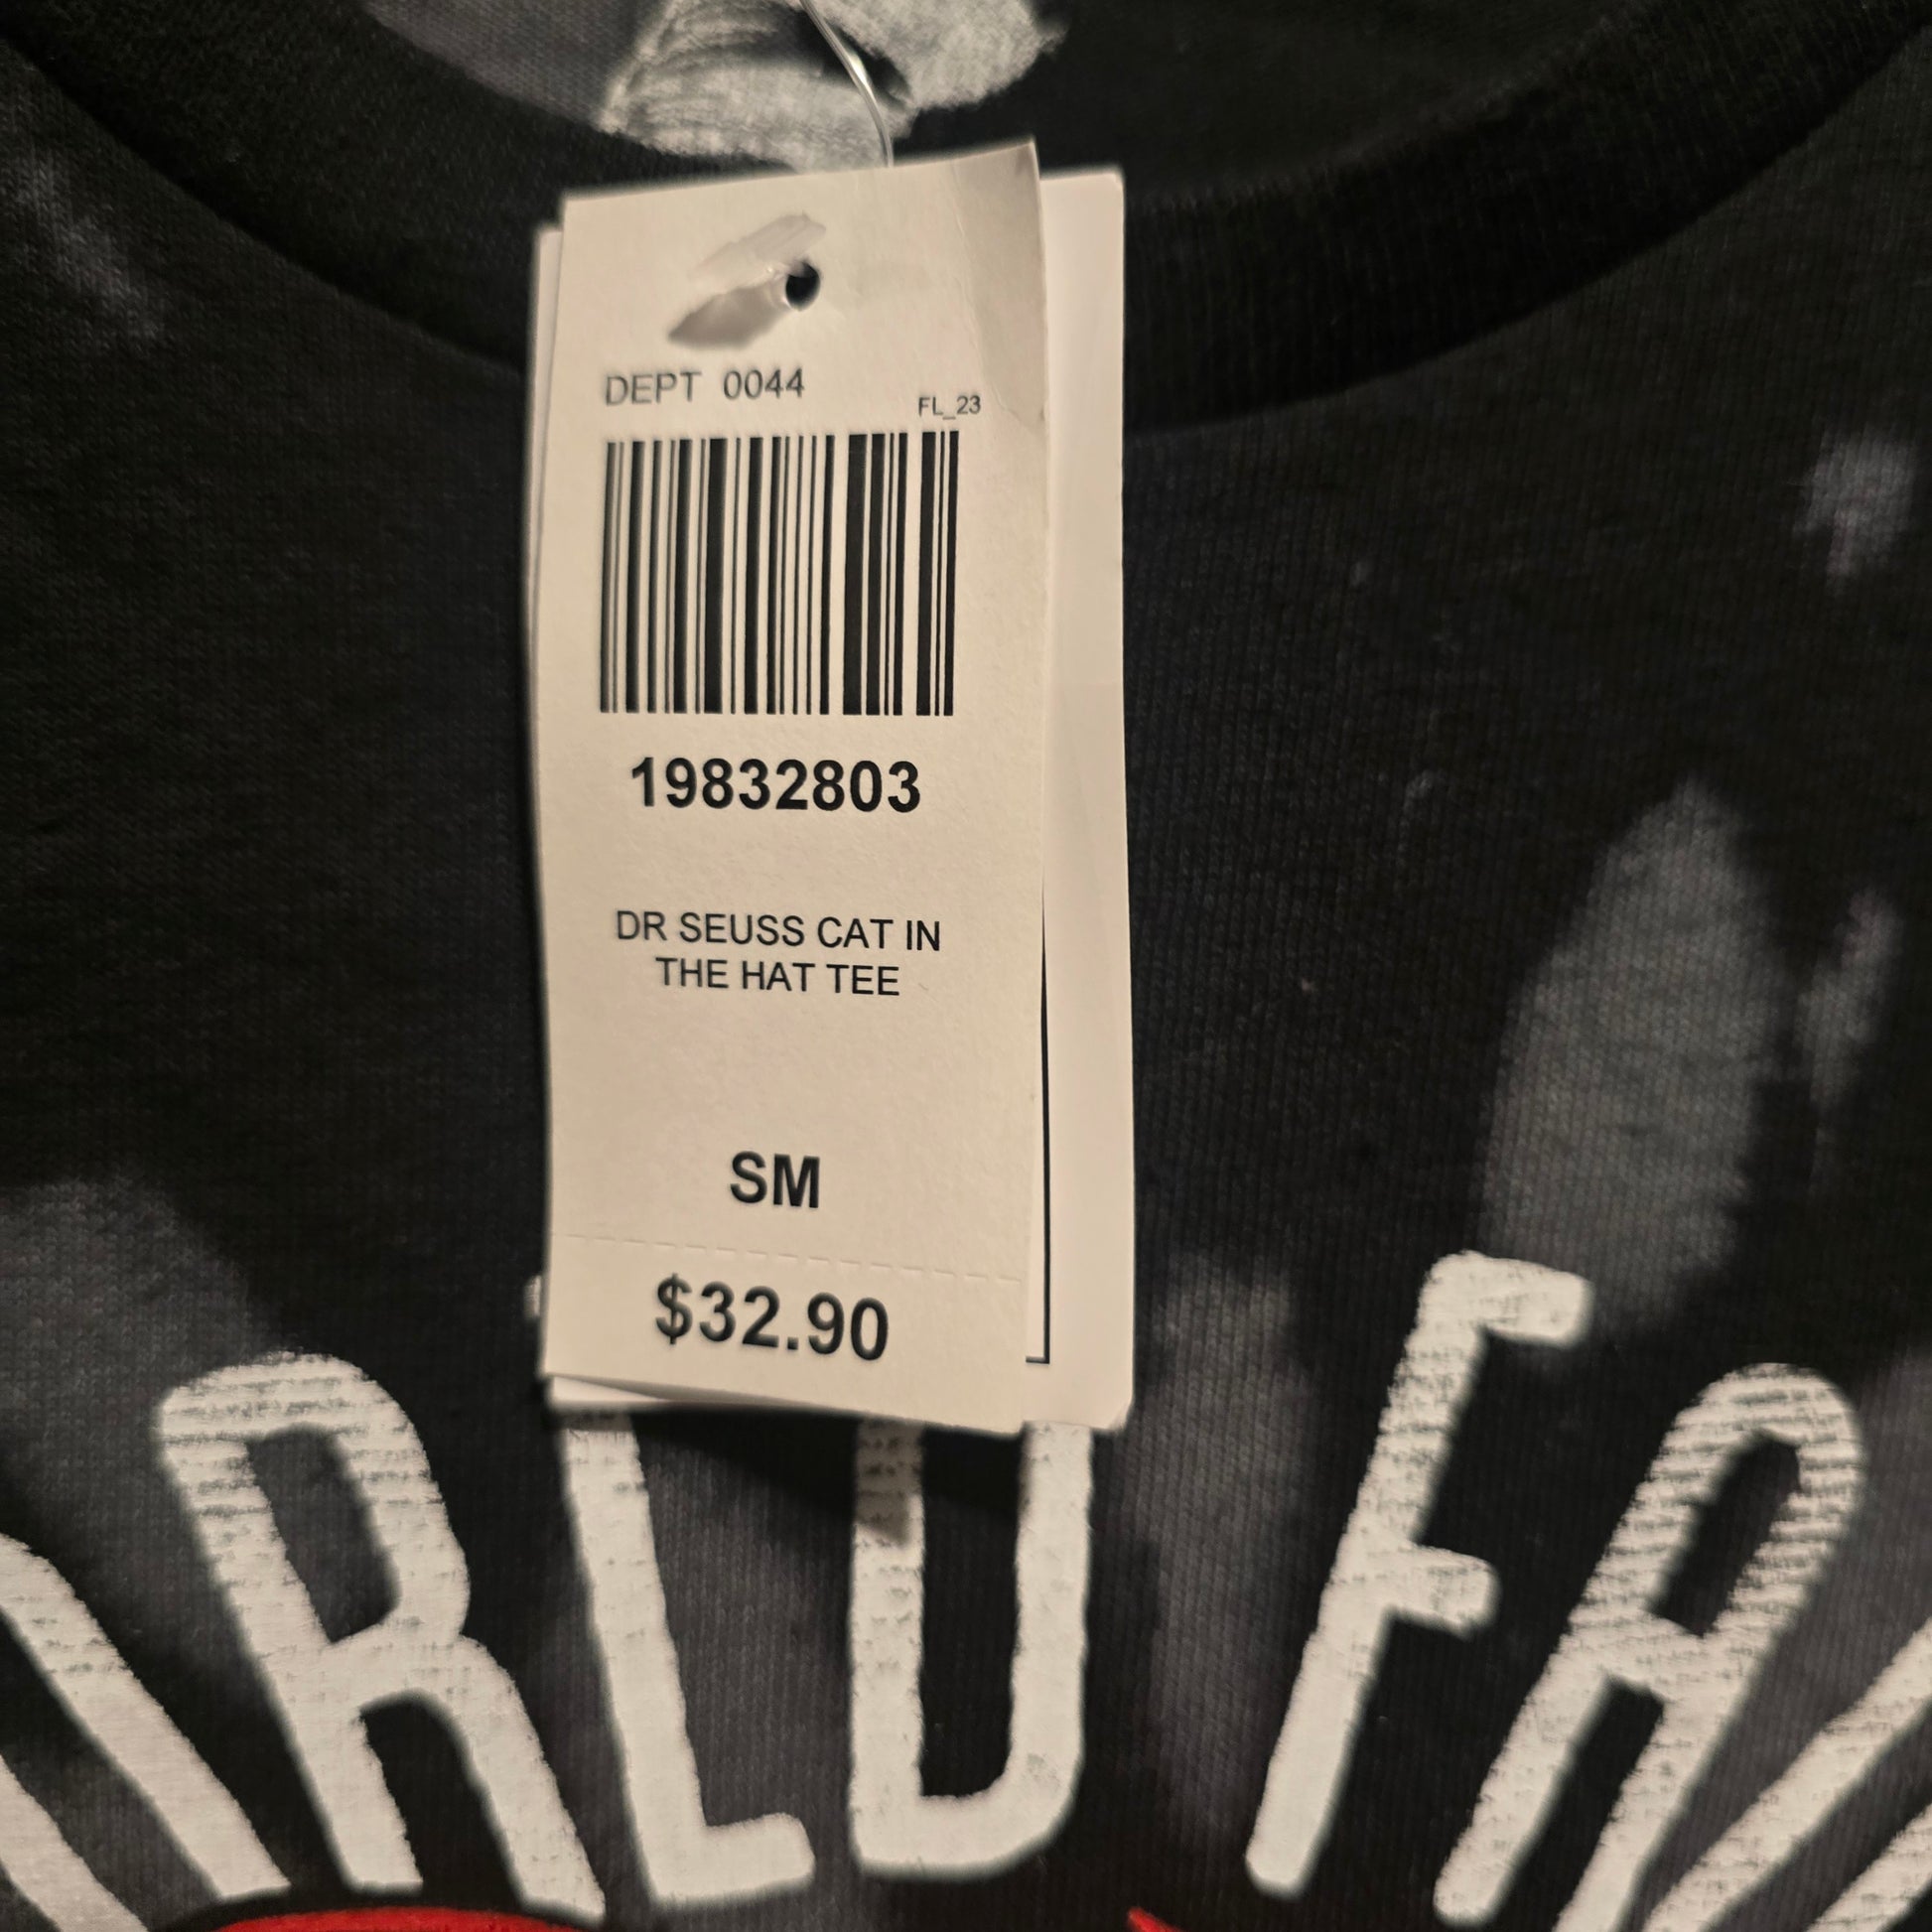 DEPT 0044
FL_23
19832803
DR SEUSS CAT IN
THE HAT TEE
SM
$32.90